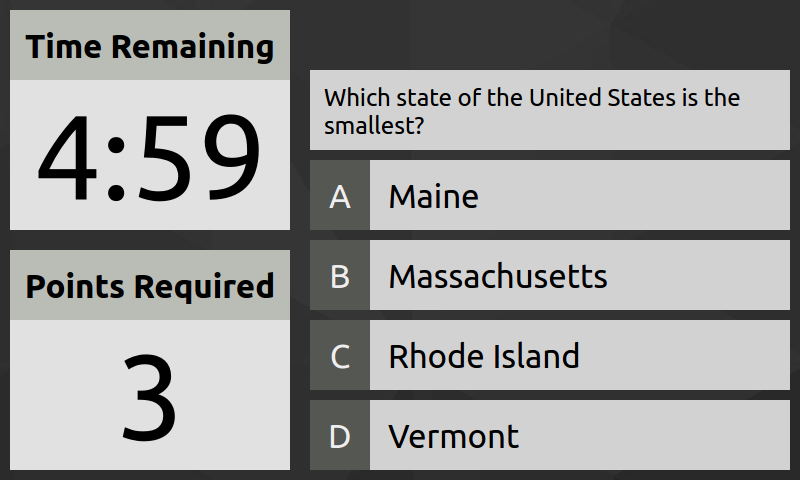 Time Remaining
4:59
Points Required
3
Which state of the United States is the
smallest?
A Maine
B Massachusetts
C Rhode Island
D Vermont